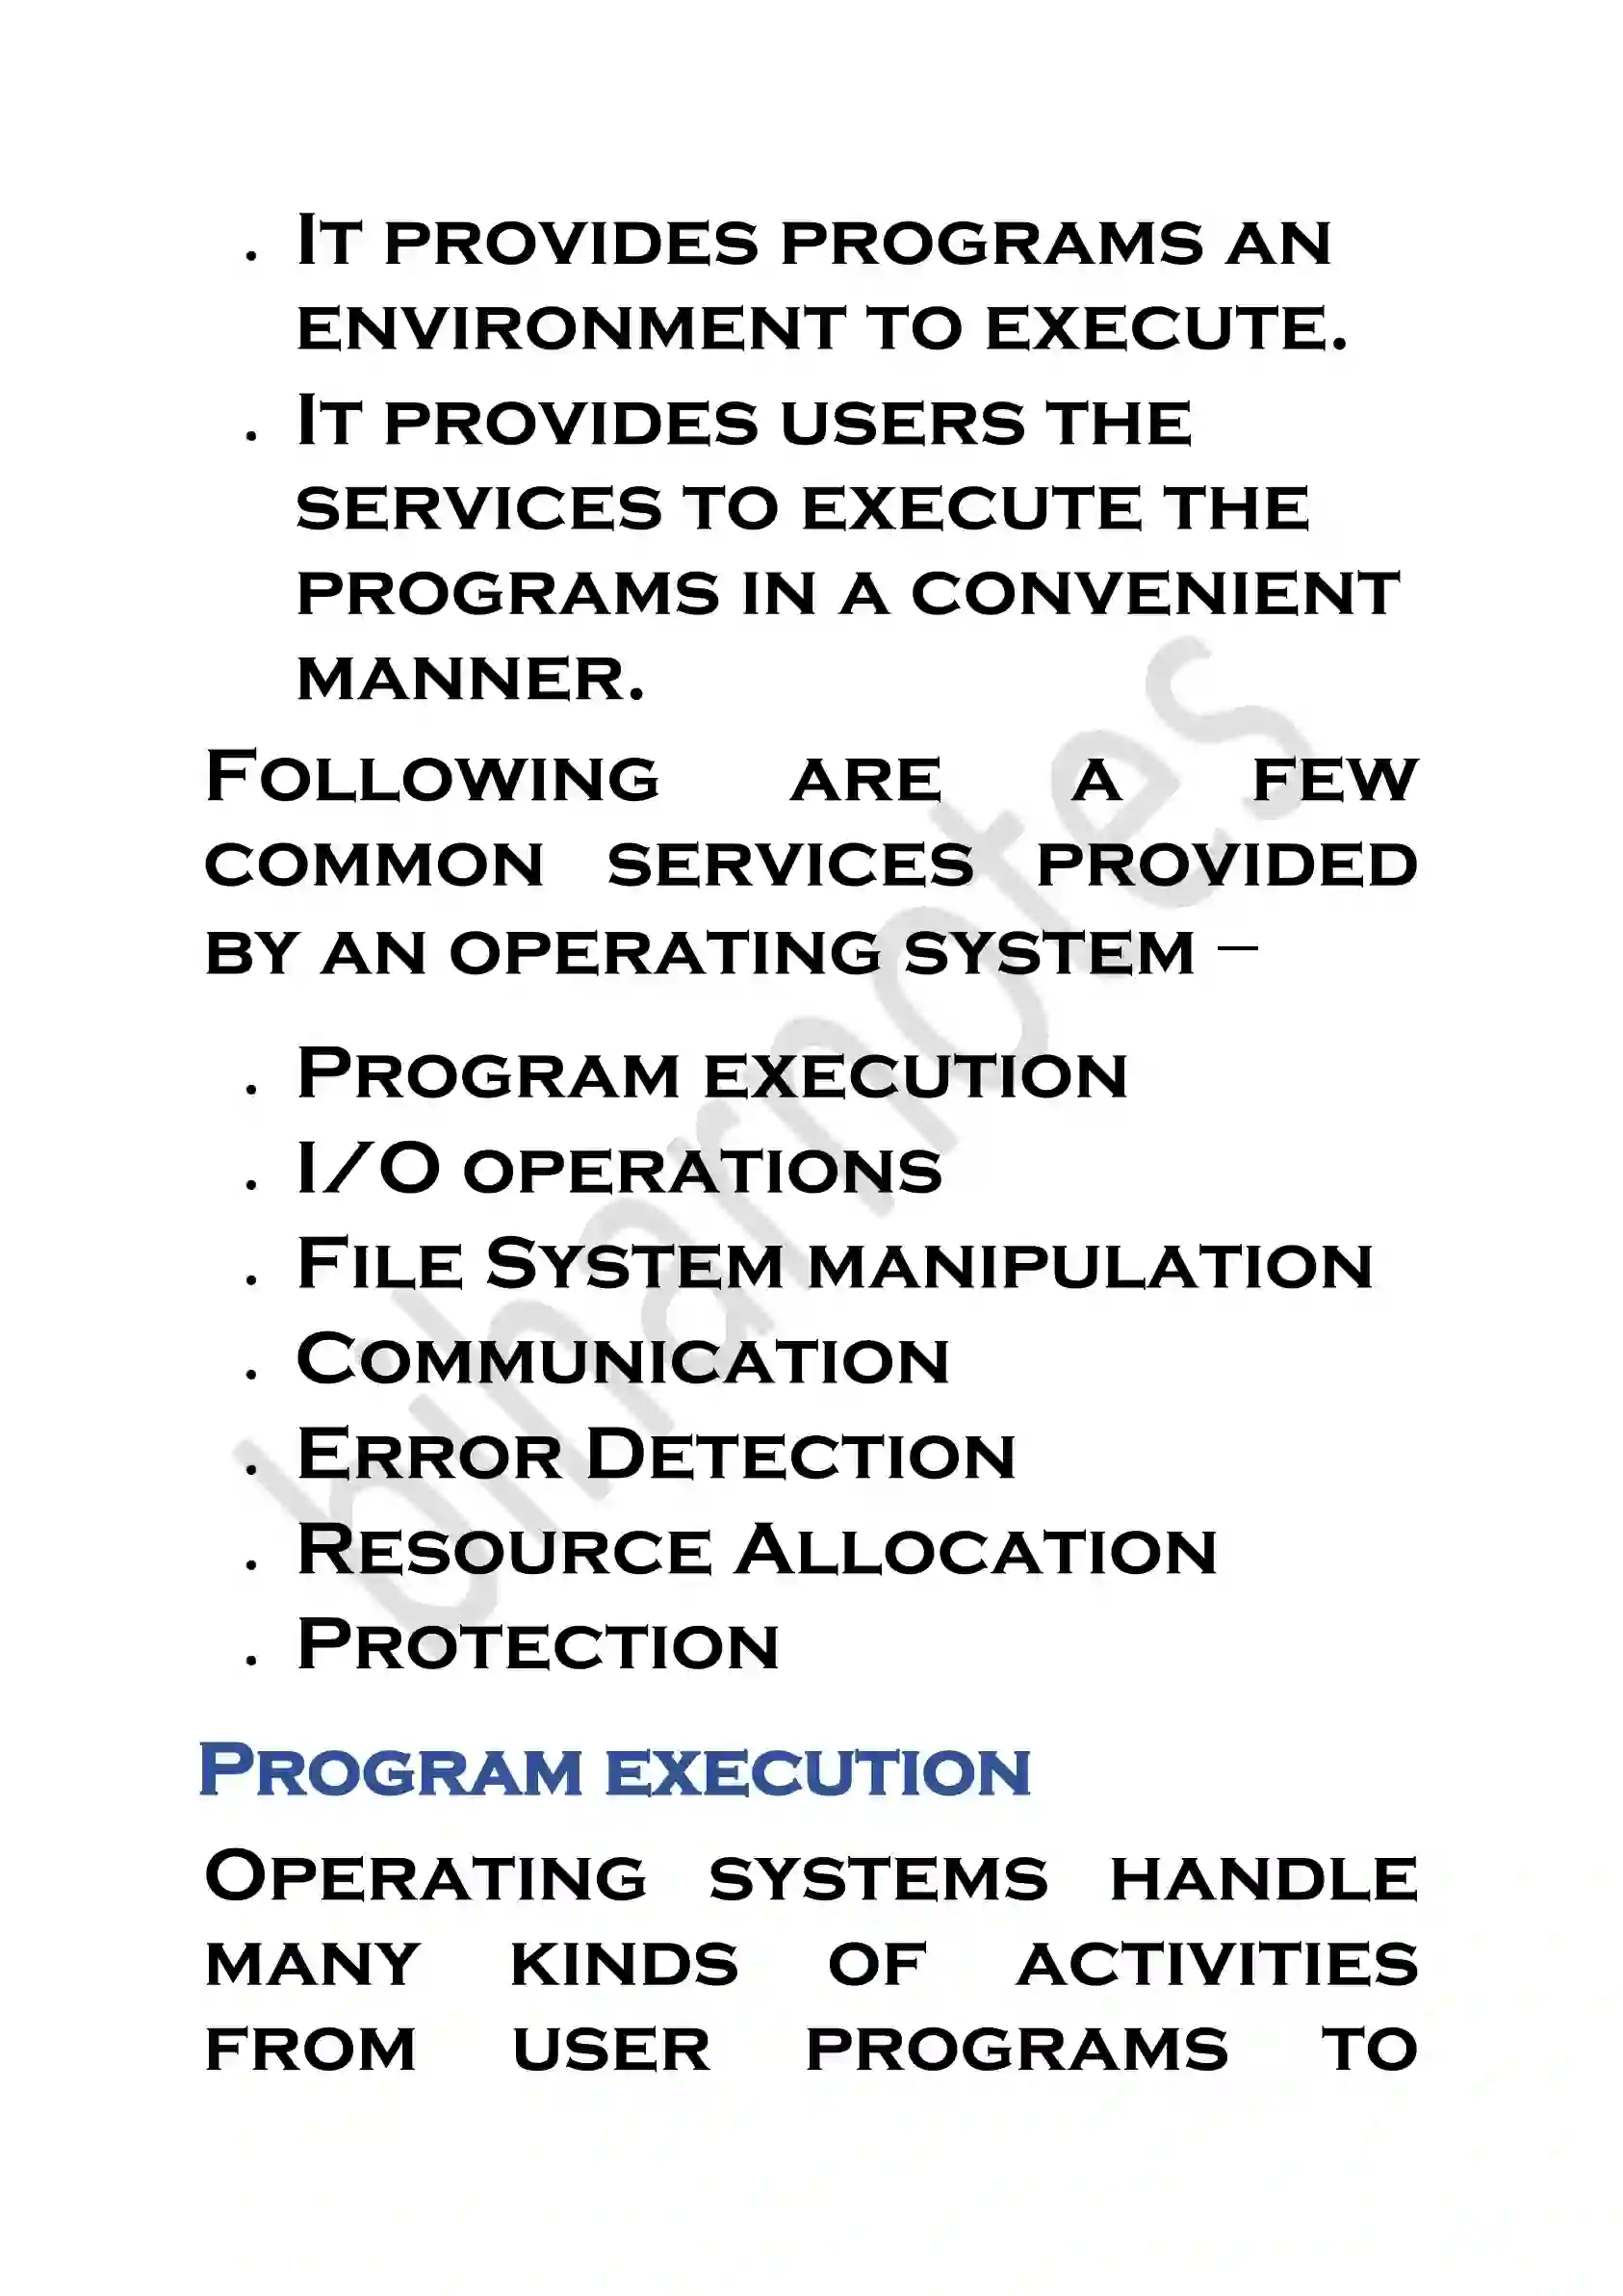 • It provides programs an
environment to execute.
• It provides users the
services to execute the
programs in a convenient
manner.
Following are a few
common services provided
by an operating system –
• Program execution
• I/O operations
• File System manipulation
• Communication
• Error Detection
• Resource Allocation
• Protection
Program execution
Operating systems handle
many kinds of activities
from user programs to
biharnotes